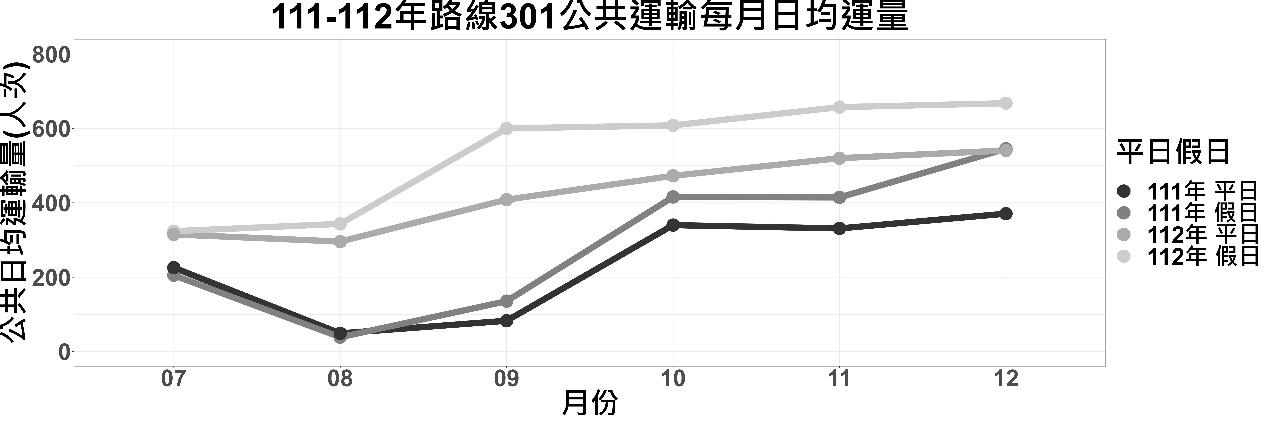 111-112年路線301公共運輸每月日均運量
公共日均運輸量(人次)
800
600
400
200
0
07 08 09 10 11 12
月份
平日假日
111年 平日
111年 假日
112年 平日
112年 假日